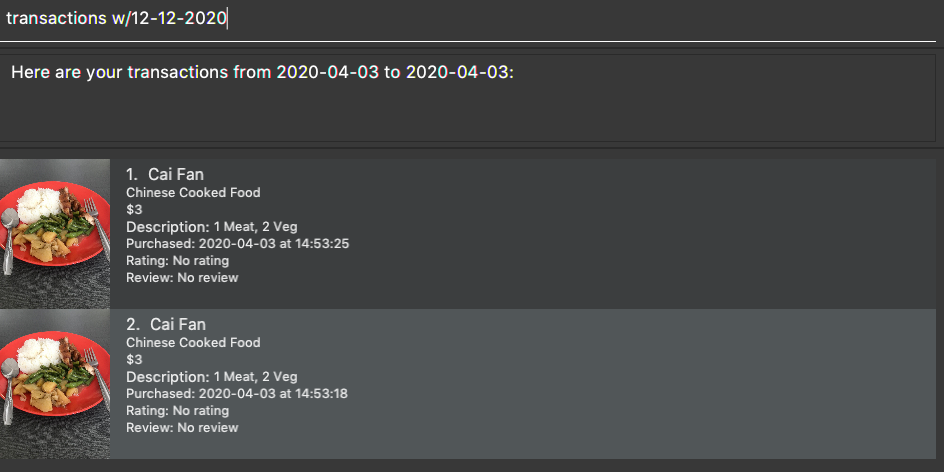 transactions w/12-12-2020
Here are your transactions from 2020-04-03 to 2020-04-03:
1. Cai Fan
Chinese Cooked Food
$3
Description: 1 Meat, 2 Veg
Purchased: 2020-04-03 at 14:53:25
Rating: No rating
Review: No review
2. Cai Fan
Chinese Cooked Food
$3
Description: 1 Meat, 2 Veg
Purchased: 2020-04-03 at 14:53:18
Rating: No rating
Review: No review